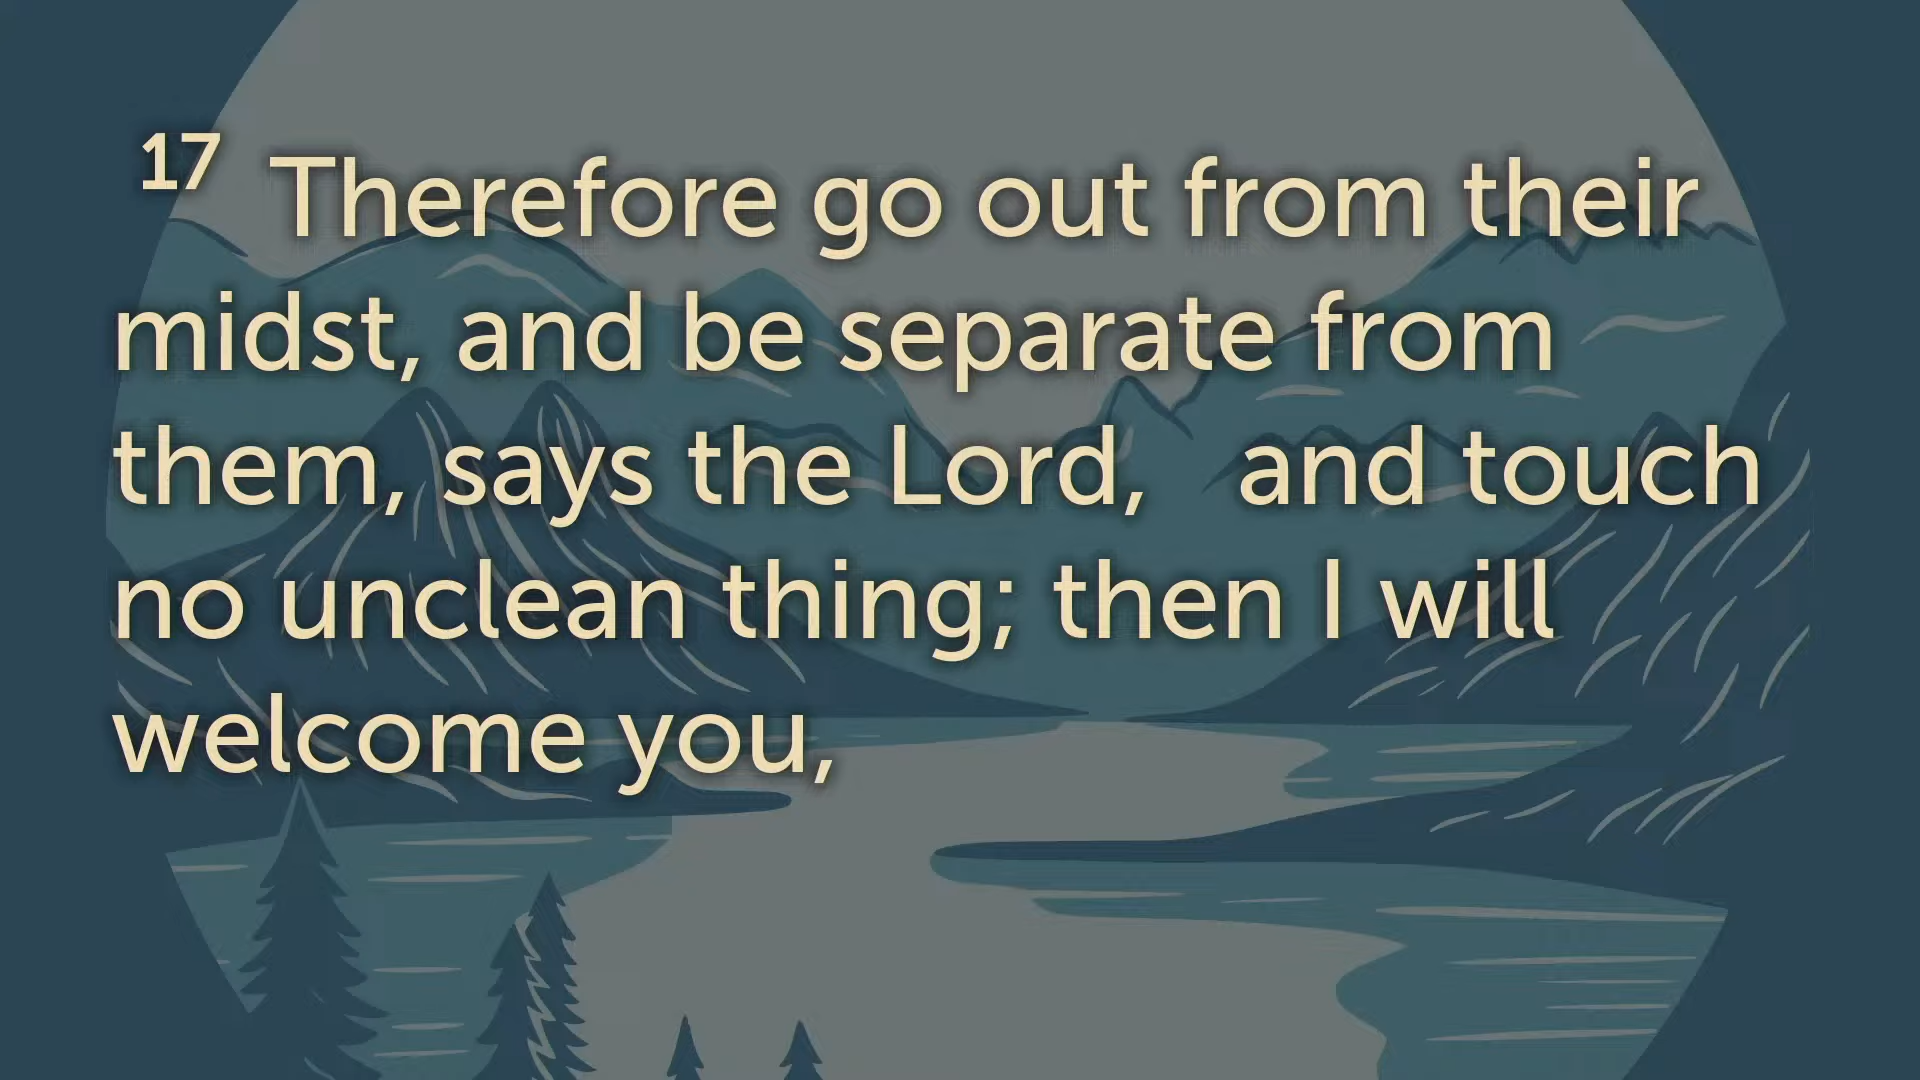 17 Therefore go out from their
midst, and be separate from
them, says the Lord, and touch
no unclean thing; then I will
welcome you,